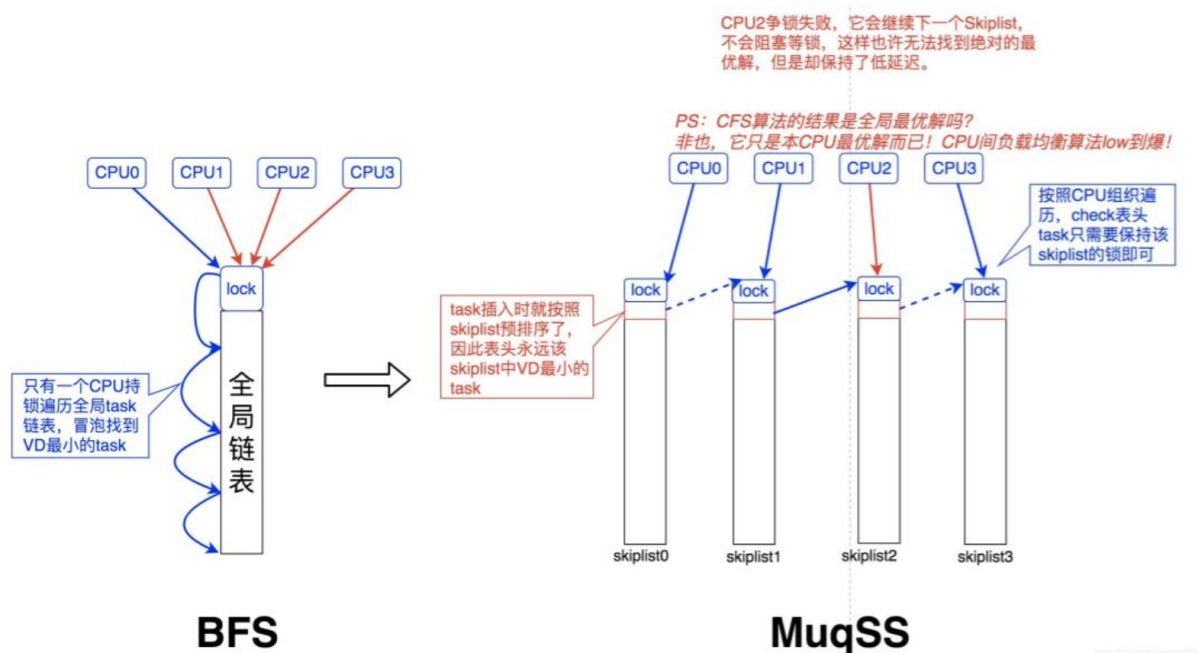 CPU2争锁失败，它会继续下一个Skiplist，
不会阻塞等锁，这样也许无法找到绝对的最
优解，但是却保持了低延迟。
PS：CFS算法的结果是全局最优解吗？
非也，它只是本CPU最优解而已！CPU间负载均衡算法low到爆！
CPU0
CPU1
CPU2
CPU3
lock
只有一个CPU持
锁遍历全局task
链表，冒泡找到
VD最小的task
全
局
链
表
BFS
CPU0
CPU1
CPU2
CPU3
按照CPU组织遍
历，check表头
task只需要保持该
skiplist的锁即可
task插入时就按照
skiplist预排序了，
因此表头永远该
skiplist中VD最小的
task
lock
lock
lock
lock
skiplist0
skiplist1
skiplist2
skiplist3
MuqSS